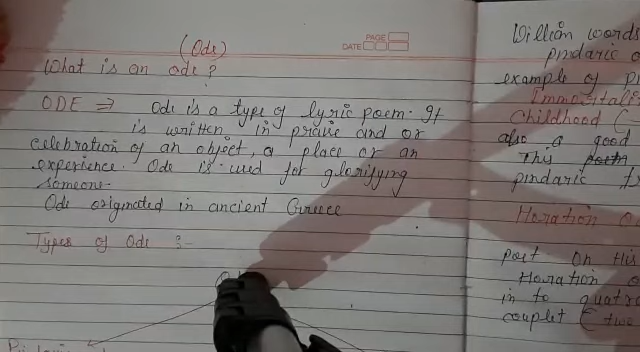 (Ode)
PAGE
DATE
What is an ode ?
ODE ⇒ Ode is a type of lyric poem. It
is written in praise and or
celebration of an object, a place or an
experience. Ode is used for glorifying
someone.
Ode originated in ancient Greece
Types of Ode :-
William words
pindaric o
example of P
Immortali
Childhood (
also a good
This poem
pindaric
Horation O
poet
Horation o
in to quatr
couplet ( two